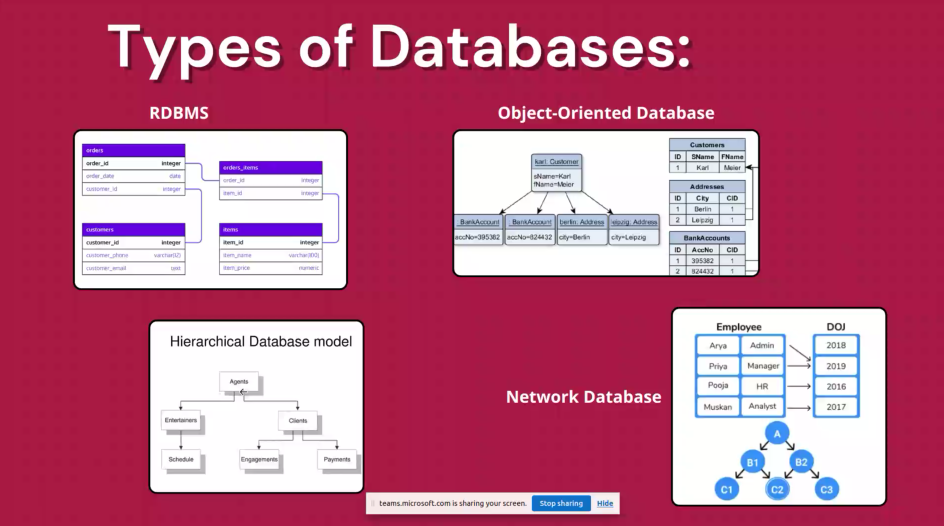 Types of Databases:
RDBMS
orders
order_id integer
order_date date
customer_id integer
orders_items
order_id integer
item_id integer
customers
customer_id integer
customer_phone
customer_email
items
item_id integer
item_name
item_price numeric
Object-Oriented Database
karl: Customer
sName=Karl
fName=Meier
BankAccount
accNo=395382
BankAccount
accNo=824432
berlin: Address
city=Berlin
leipzig: Address
city=Leipzig
Customers
ID SName FName
1 Karl Meier
Addresses
ID City CID
1 Berlin 1
2 Leipzig 1
BankAccounts
ID AccNo CID
1 395382 1
2 824432 1
Hierarchical Database model
Agents
Entertainers
Clients
Schedule
Engagements
Payments
Network Database
Employee DOJ
Arya Admin 2018
Priya Manager 2019
Pooja HR 2016
Muskan Analyst 2017
A
B1 B2
C1 C2 C3
teams.microsoft.com is sharing your screen. Stop sharing Hide